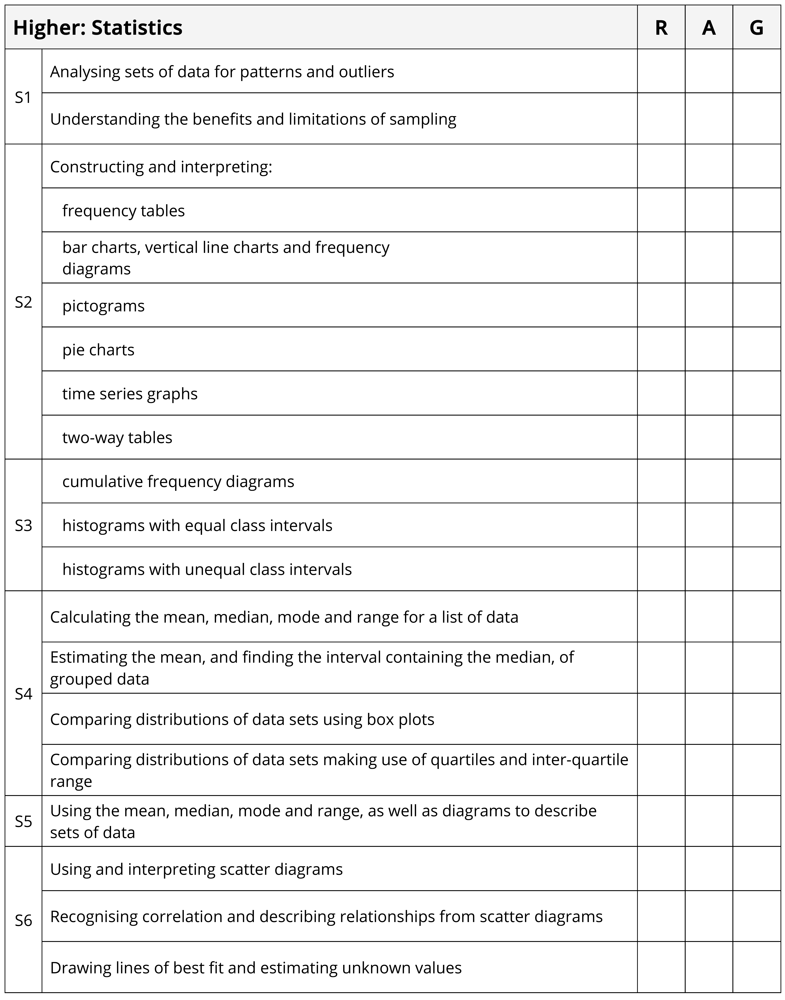 Higher: Statistics R A G
Analysing sets of data for patterns and outliers
S1
Understanding the benefits and limitations of sampling
Constructing and interpreting:
frequency tables
bar charts, vertical line charts and frequency
diagrams
S2
pictograms
pie charts
time series graphs
two-way tables
cumulative frequency diagrams
S3
histograms with equal class intervals
histograms with unequal class intervals
Calculating the mean, median, mode and range for a list of data
Estimating the mean, and finding the interval containing the median, of
grouped data
S4
Comparing distributions of data sets using box plots
Comparing distributions of data sets making use of quartiles and inter-quartile
range
S5
Using the mean, median, mode and range, as well as diagrams to describe
sets of data
Using and interpreting scatter diagrams
S6
Recognising correlation and describing relationships from scatter diagrams
Drawing lines of best fit and estimating unknown values